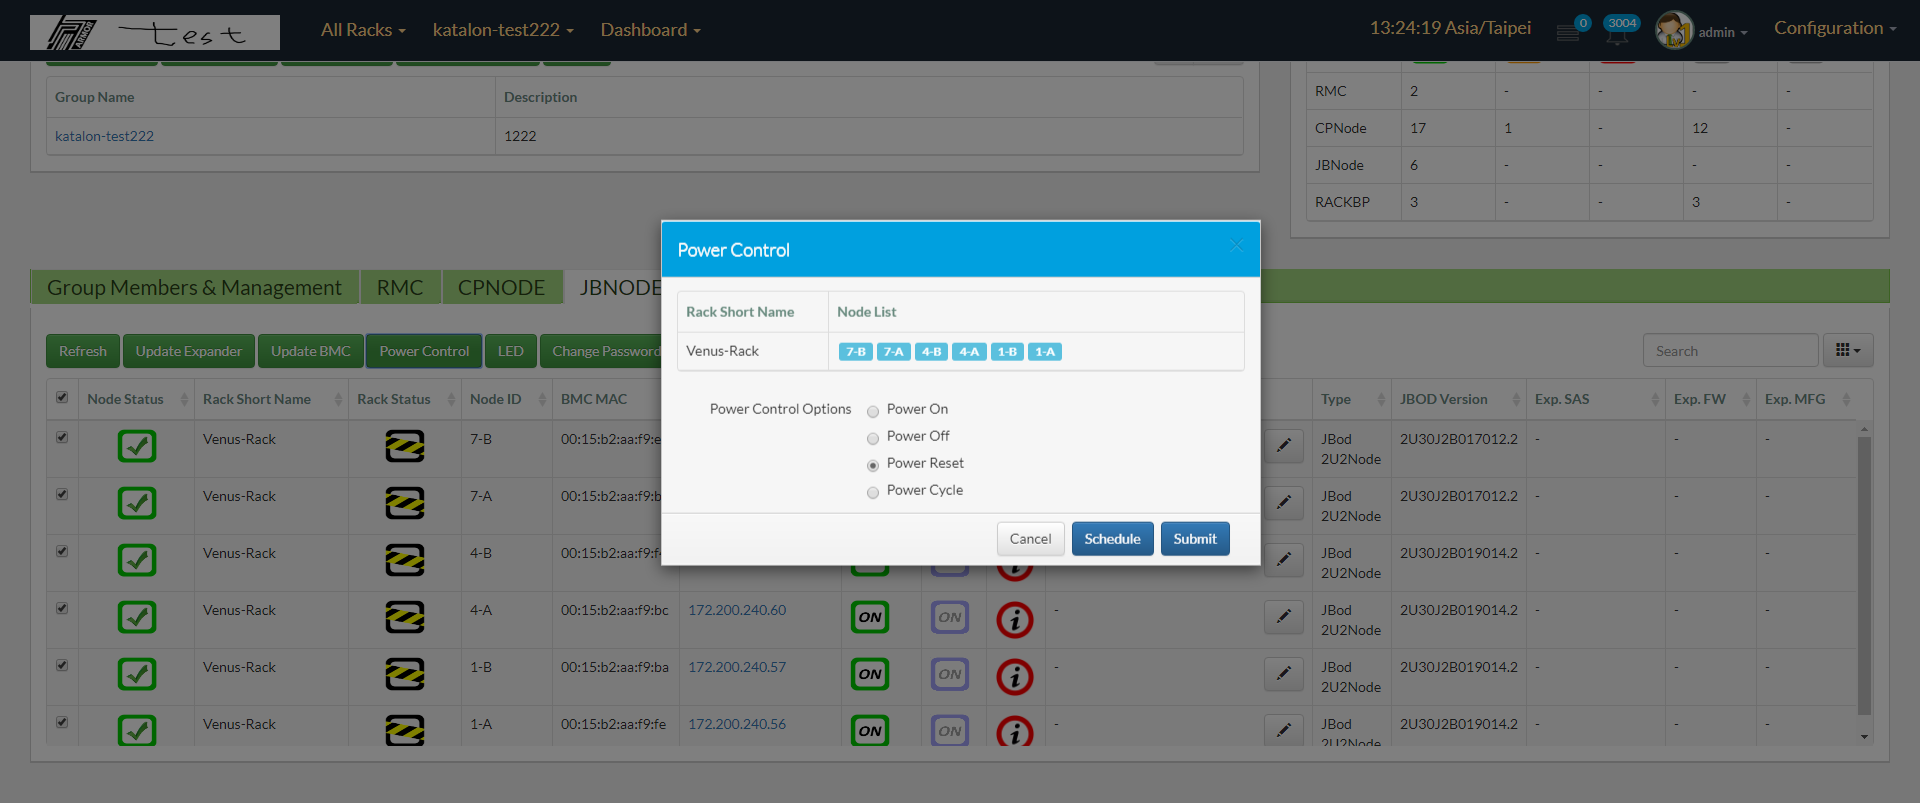 ARMOR test All Racks katalon-test222 Dashboard 13:24:19 Asia/Taipei 0 3004 admin Configuration
Group Name Description
katalon-test222 1222
RMC 2 - - - -
CPNode 17 1 - 12 -
JBNode 6 - - - -
RACKBP 3 - - 3 -
Power Control ×
Rack Short Name Node List
Venus-Rack 7-B 7-A 4-B 4-A 1-B 1-A
Power Control Options Power On
Power Off
Power Reset
Power Cycle
Cancel Schedule Submit
Group Members & Management RMC CPNODE JBNODE
Refresh Update Expander Update BMC Power Control LED Change Password Search
Node Status Rack Short Name Rack Status Node ID BMC MAC Type JBOD Version Exp. SAS Exp. FW Exp. MFG
Venus-Rack 7-B 00:15:b2:aa:f9:e JBod 2U30J2B017012.2 - - -
2U2Node
Venus-Rack 7-A 00:15:b2:aa:f9:b JBod 2U30J2B017012.2 - - -
2U2Node
Venus-Rack 4-B 00:15:b2:aa:f9:f JBod 2U30J2B019014.2 - - -
2U2Node
Venus-Rack 4-A 00:15:b2:aa:f9:bc 172.200.240.60 ON ON i - JBod 2U30J2B019014.2 - - -
2U2Node
Venus-Rack 1-B 00:15:b2:aa:f9:ba 172.200.240.57 ON ON i - JBod 2U30J2B019014.2 - - -
2U2Node
Venus-Rack 1-A 00:15:b2:aa:f9:fe 172.200.240.56 ON ON i - JBod 2U30J2B019014.2 - - -
2U2Node